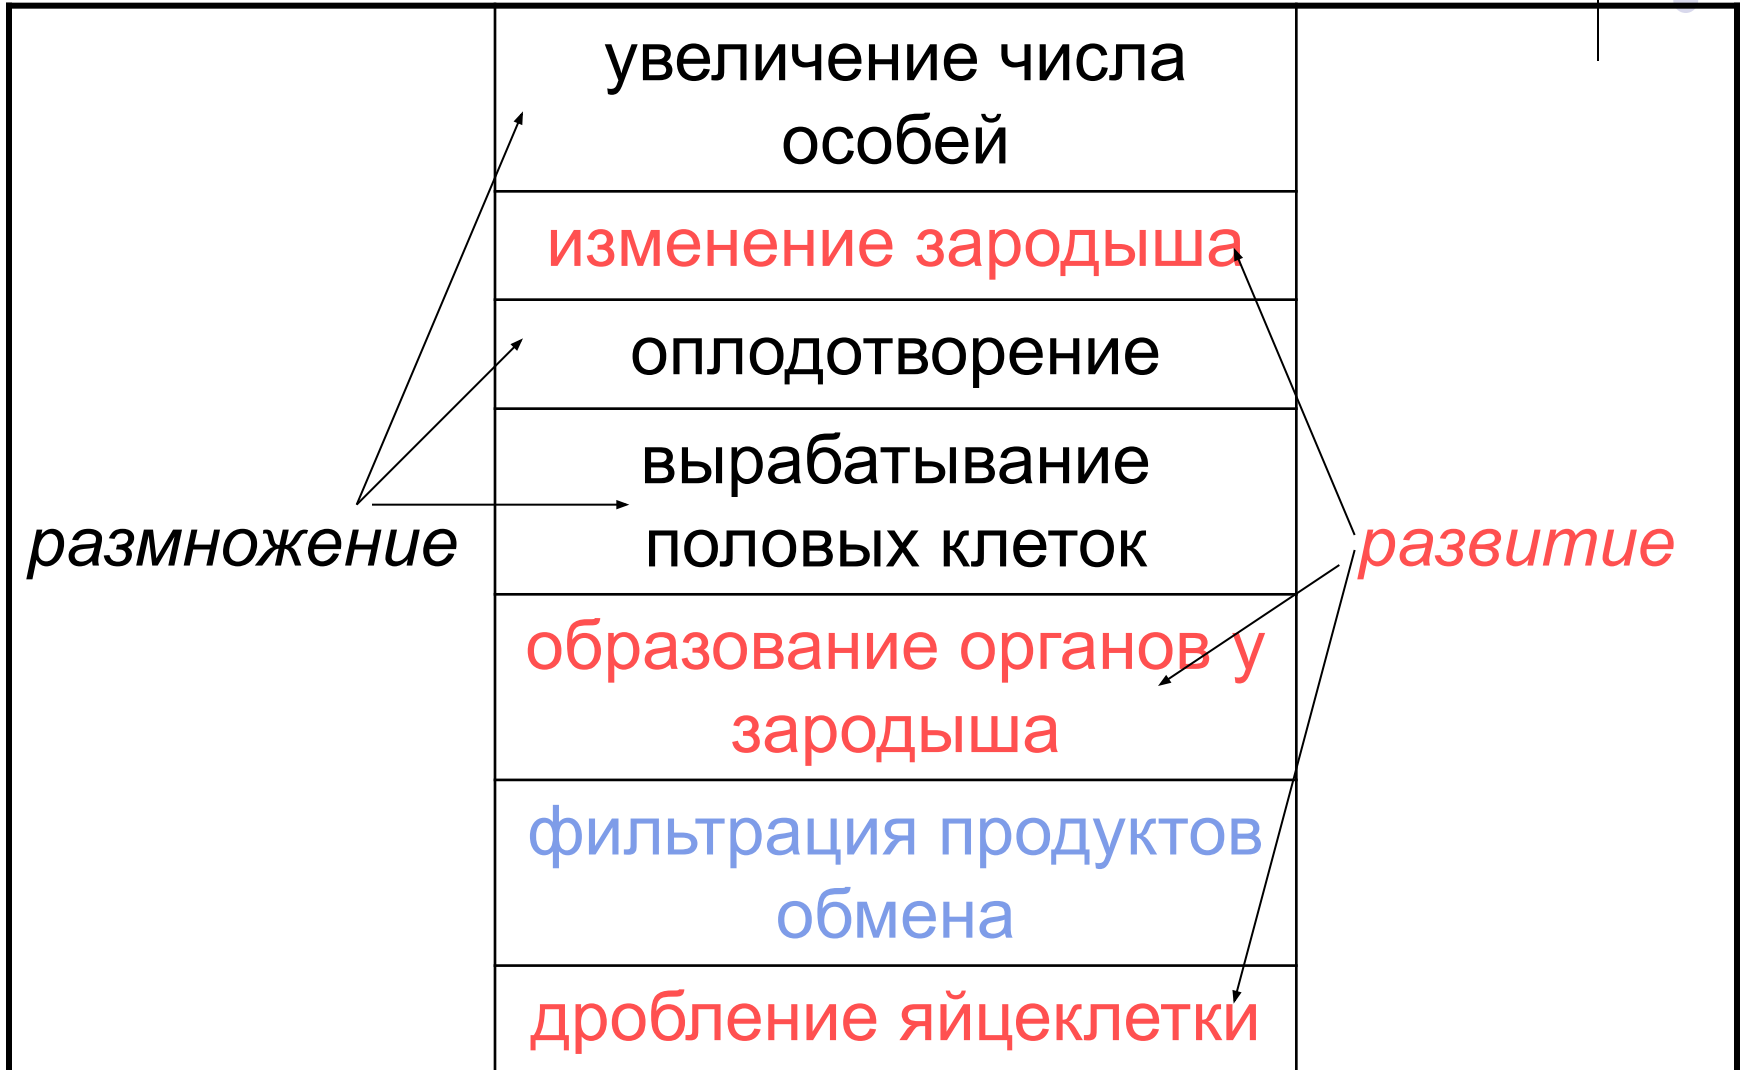 увеличение числа
особей
изменение зародыша
оплодотворение
вырабатывание
половых клеток
размножение
развитие
образование органов у
зародыша
фильтрация продуктов
обмена
дробление яйцеклетки